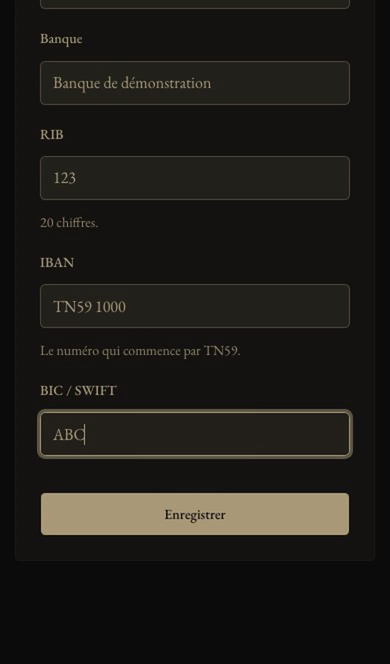 Banque
Banque de démonstration
RIB
123
20 chiffres.
IBAN
TN59 1000
Le numéro qui commence par TN59.
BIC / SWIFT
ABC
Enregistrer